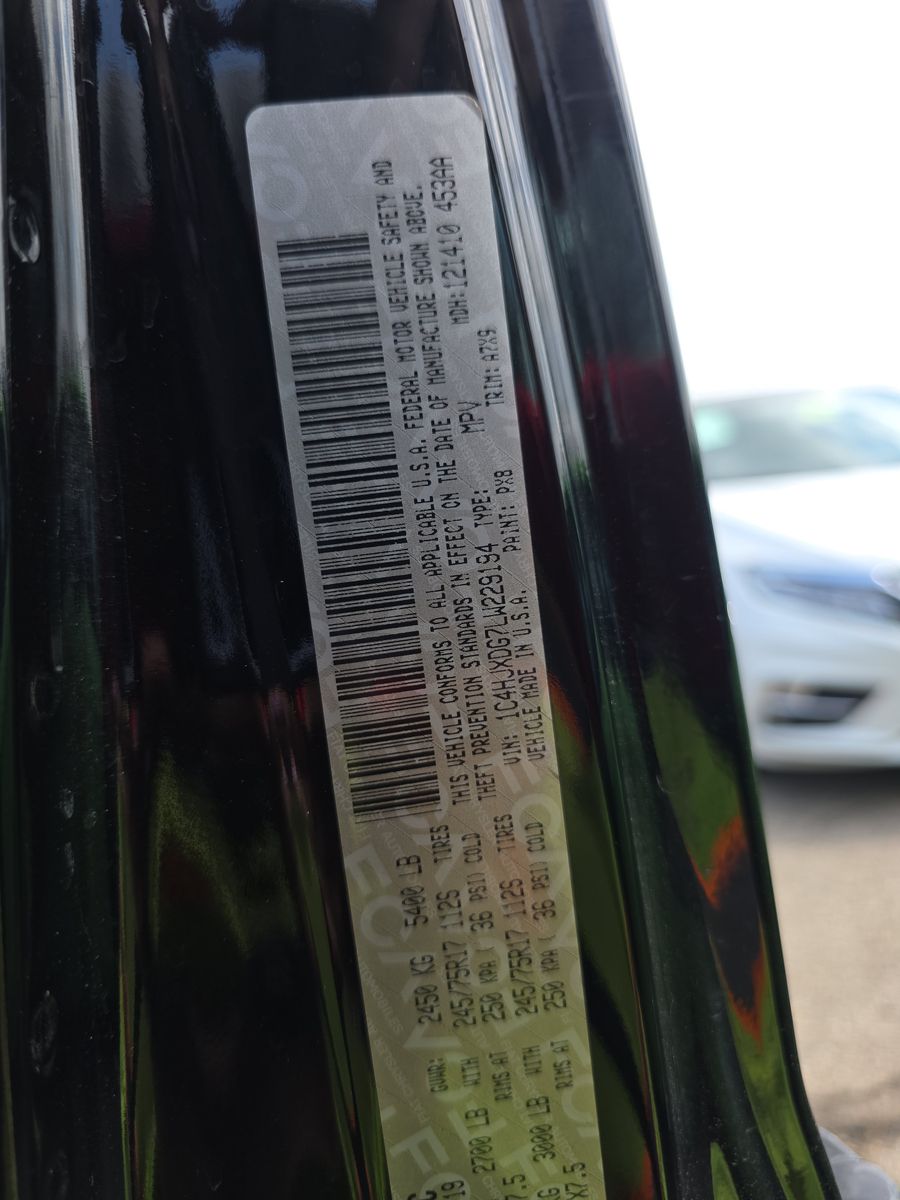 GVWR: 2450 KG 5400 LB
2700 LB WITH 245/75R17 112S TIRES
RIMS AT 250 KPA ( 36 PSI) COLD
3000 LB WITH 245/75R17 112S TIRES
RIMS AT 250 KPA ( 36 PSI) COLD
THIS VEHICLE CONFORMS TO ALL APPLICABLE U.S.A. FEDERAL MOTOR VEHICLE SAFETY AND
THEFT PREVENTION STANDARDS IN EFFECT ON THE DATE OF MANUFACTURE SHOWN ABOVE.
VIN: 1C4HJXDG7LW229194 TYPE: MPV MDH:121410 453AA
VEHICLE MADE IN U.S.A. PAINT: PX8 TRIM: A7X9